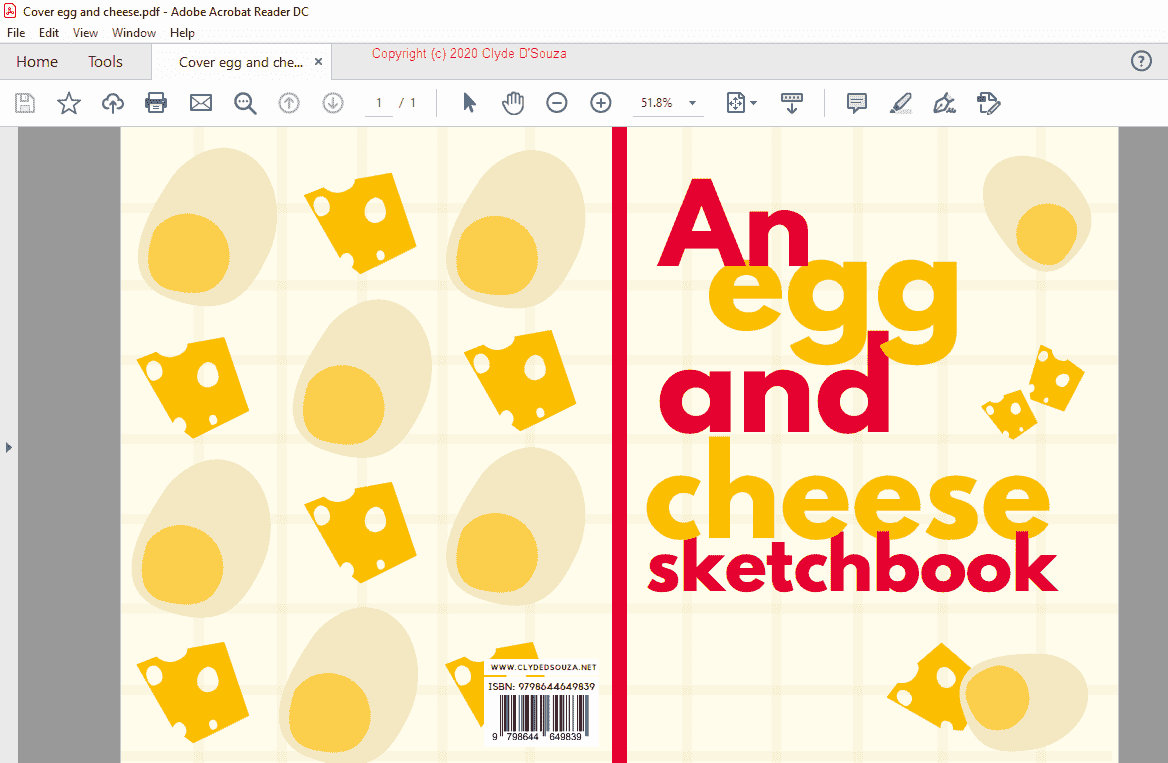 Cover egg and cheese.pdf - Adobe Acrobat Reader DC
File Edit View Window Help
Home Tools Cover egg and che... × Copyright (c) 2020 Clyde D'Souza ?
1 / 1 51.8%
An
egg
and
cheese
sketchbook
WWW.CLYDEDSOUZA.NET
ISBN: 9798644649839
9 798644 649839